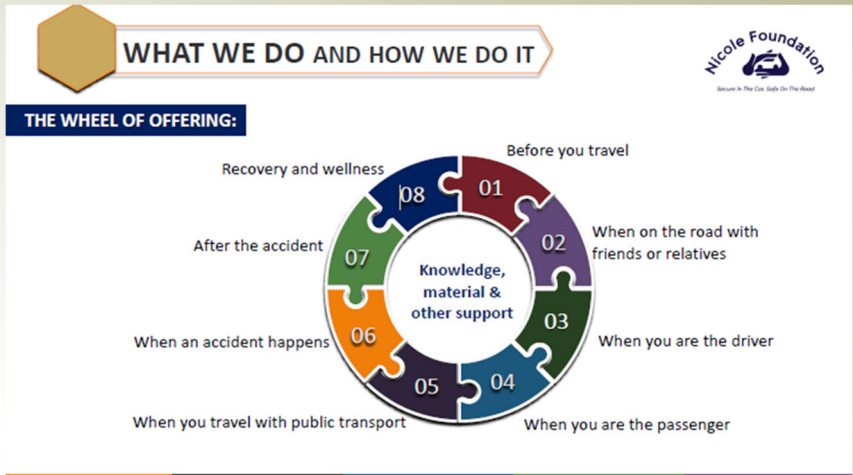 WHAT WE DO AND HOW WE DO IT
Nicole Foundation
Secure In The Car, Safe On The Road
THE WHEEL OF OFFERING:
Before you travel
01
When on the road with
friends or relatives
02
When you are the driver
03
When you are the passenger
04
When you travel with public transport
05
When an accident happens
06
After the accident
07
Recovery and wellness
08
Knowledge,
material &
other support